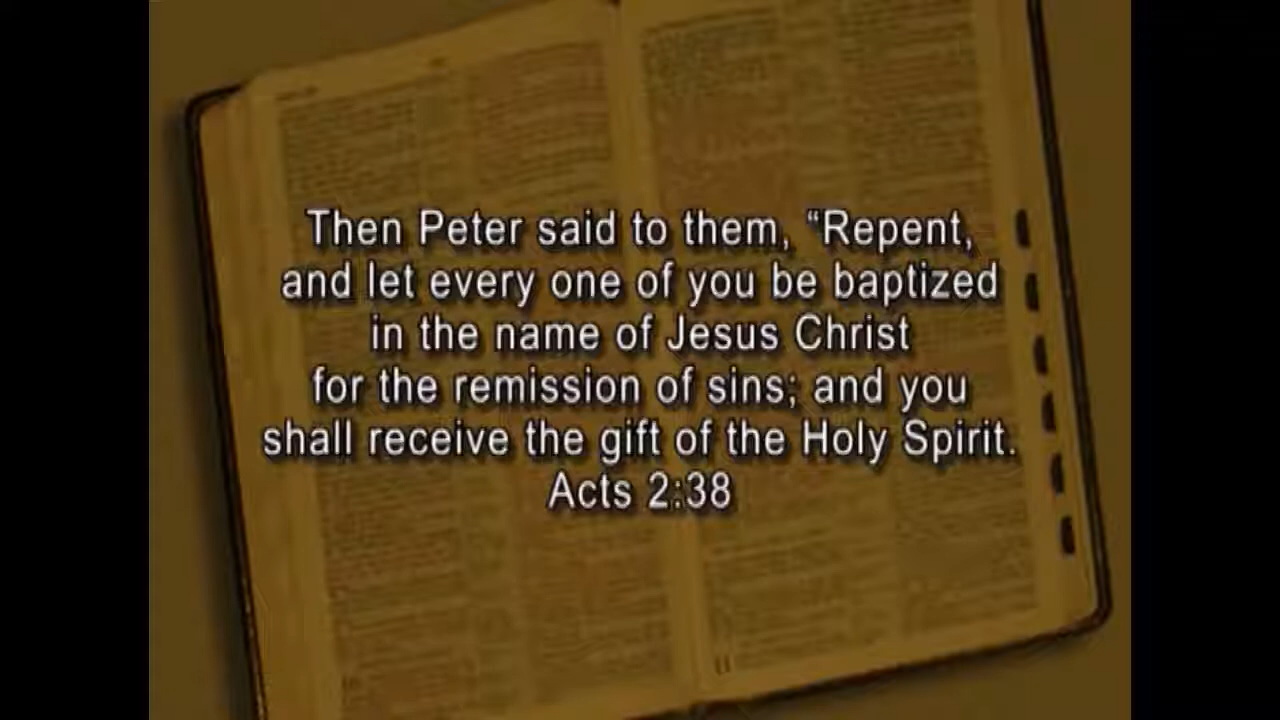 Then Peter said to them, “Repent,
and let every one of you be baptized
in the name of Jesus Christ
for the remission of sins; and you
shall receive the gift of the Holy Spirit.
Acts 2:38